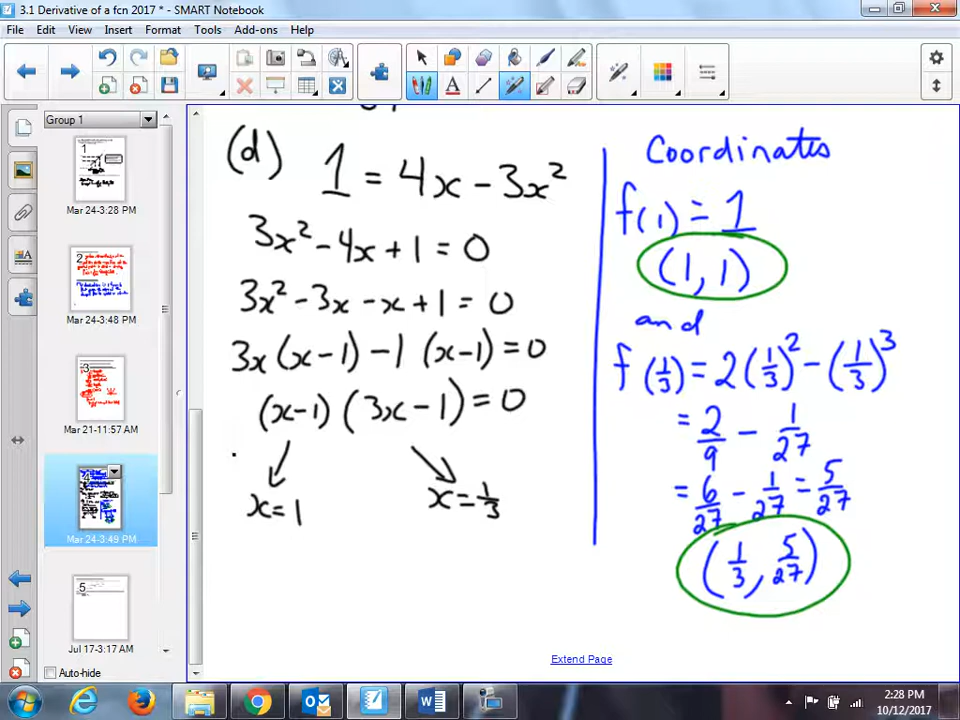 3.1 Derivative of a fcn 2017 * - SMART Notebook
File Edit View Insert Format Tools Add-ons Help
Group 1
1
Mar 24-3:28 PM
2
Mar 24-3:48 PM
3
Mar 21-11:57 AM
Mar 24-3:49 PM
5
Jul 17-3:17 AM
Auto-hide
(d) 1 = 4x - 3x²
3x² - 4x + 1 = 0
3x² - 3x - x + 1 = 0
3x (x - 1) - 1 (x - 1) = 0
(x - 1) (3x - 1) = 0
x = 1 x = 1/3
Coordinates
f(1) = 1
(1, 1)
and
f(1/3) = 2(1/3)² - (1/3)³
= 2/9 - 1/27
= 6/27 - 1/27 = 5/27
(1/3, 5/27)
Extend Page
2:28 PM
10/12/2017